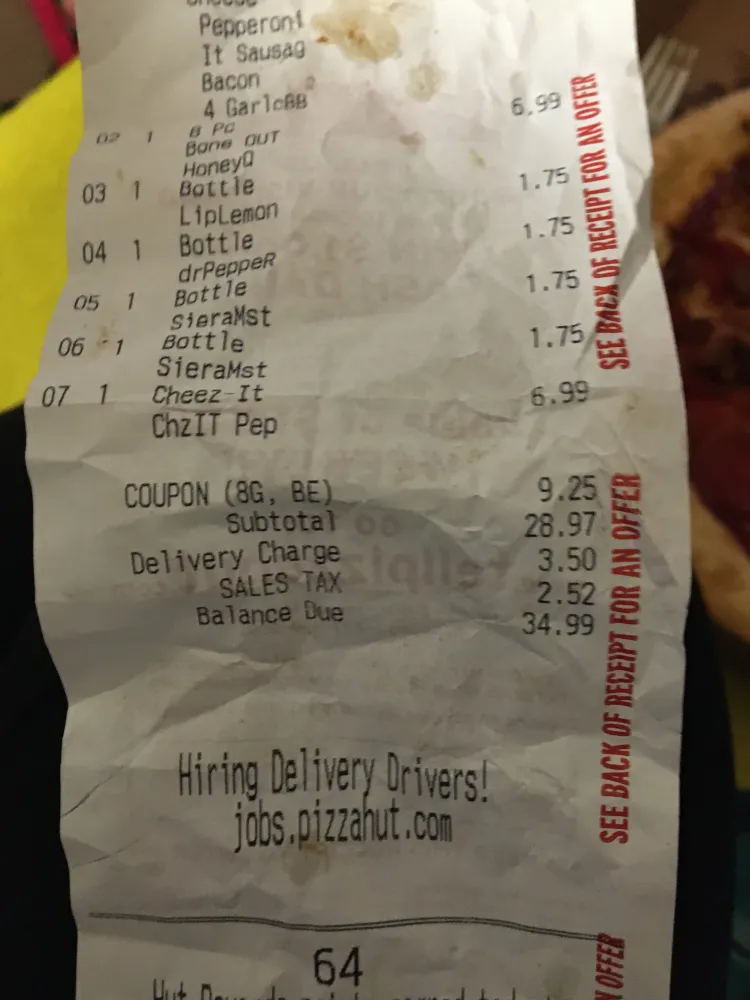 Pepperoni
It Sausag
Bacon
4 GarlcBB
02 1 8 Pc 6.99
Bone OUT
HoneyQ
03 1 Bottle 1.75
LipLemon
04 1 Bottle 1.75
drPeppeR
05 1 Bottle 1.75
SieraMst
06 1 Bottle 1.75
SieraMst
07 1 Cheez-It 6.99
ChzIT Pep
COUPON (8G, BE) 9.25
Subtotal 28.97
Delivery Charge 3.50
SALES TAX 2.52
Balance Due 34.99
Hiring Delivery Drivers!
jobs.pizzahut.com
64
SEE BACK OF RECEIPT FOR AN OFFER
SEE BACK OF RECEIPT FOR AN OFFER
OFFER